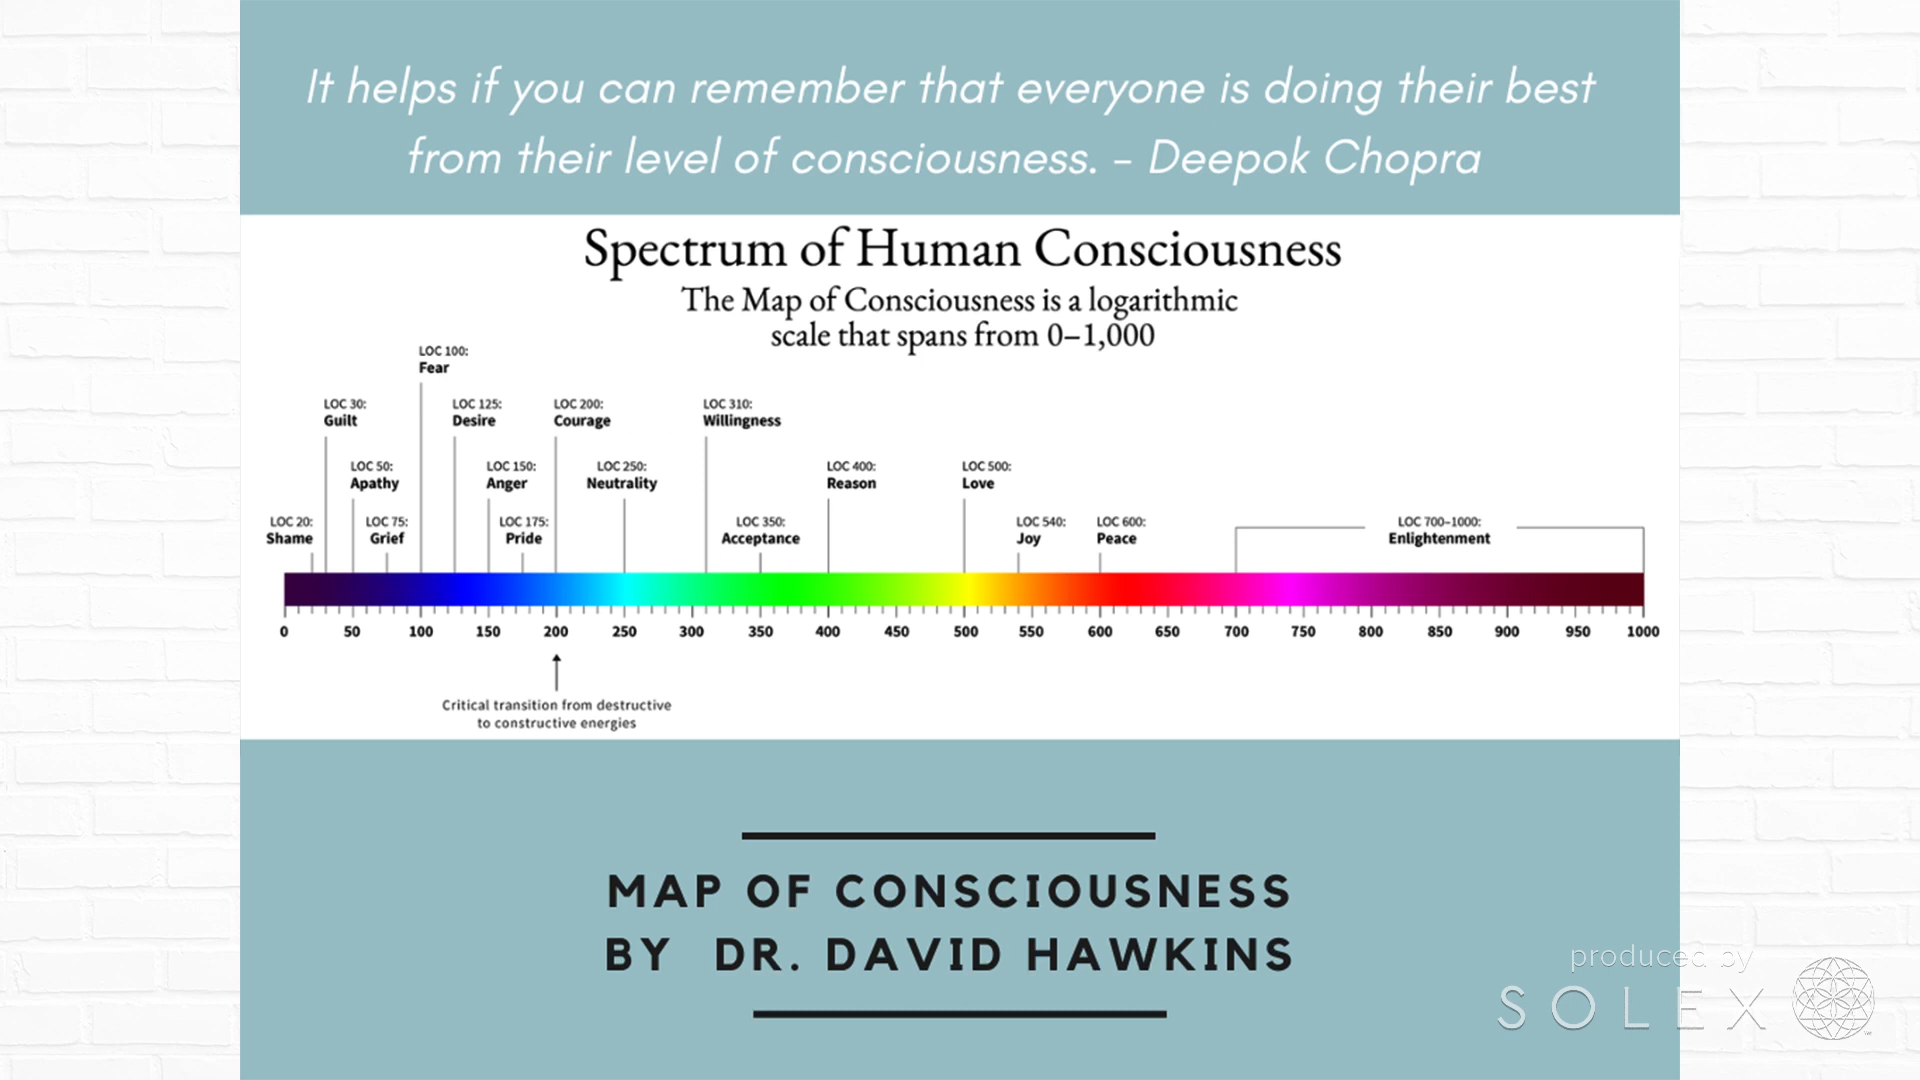 It helps if you can remember that everyone is doing their best
from their level of consciousness. - Deepok Chopra
Spectrum of Human Consciousness
The Map of Consciousness is a logarithmic
scale that spans from 0–1,000
LOC 100:
Fear
LOC 30:
Guilt
LOC 125:
Desire
LOC 200:
Courage
LOC 310:
Willingness
LOC 50:
Apathy
LOC 150:
Anger
LOC 250:
Neutrality
LOC 400:
Reason
LOC 500:
Love
LOC 20:
Shame
LOC 75:
Grief
LOC 175:
Pride
LOC 350:
Acceptance
LOC 540:
Joy
LOC 600:
Peace
LOC 700–1000:
Enlightenment
0 50 100 150 200 250 300 350 400 450 500 550 600 650 700 750 800 850 900 950 1000
Critical transition from destructive
to constructive energies
MAP OF CONSCIOUSNESS
BY DR. DAVID HAWKINS
produced by
SOLEX
™